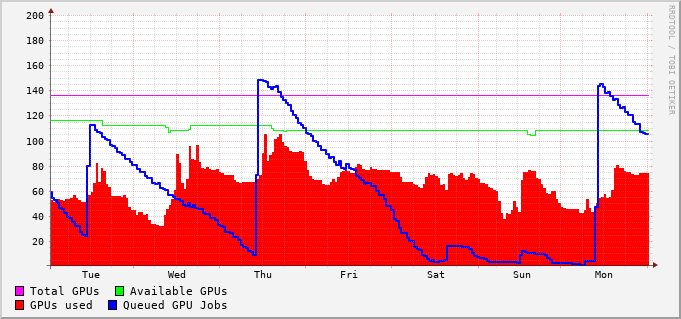 200
180
160
140
120
100
80
60
40
20
Tue Wed Thu Fri Sat Sun Mon
Total GPUs Available GPUs
GPUs used Queued GPU Jobs
RRDTOOL / TOBI OETIKER